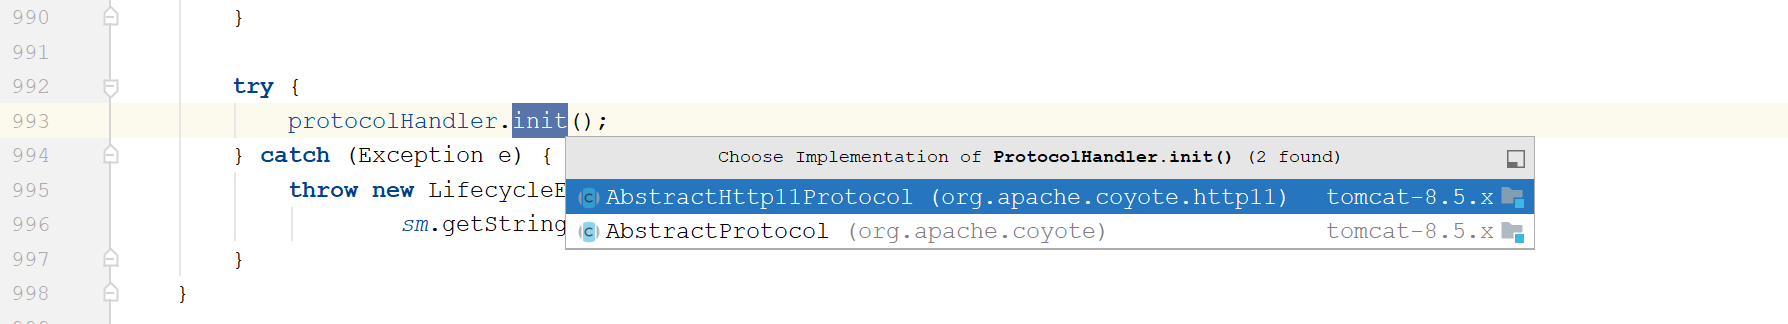 990 }
991
992 try {
993 protocolHandler.init();
994 } catch (Exception e) {
Choose Implementation of ProtocolHandler.init() (2 found)
995 throw new LifecycleE
AbstractHttp11Protocol (org.apache.coyote.http11) tomcat-8.5.x
996 sm.getString
AbstractProtocol (org.apache.coyote) tomcat-8.5.x
997 }
998 }